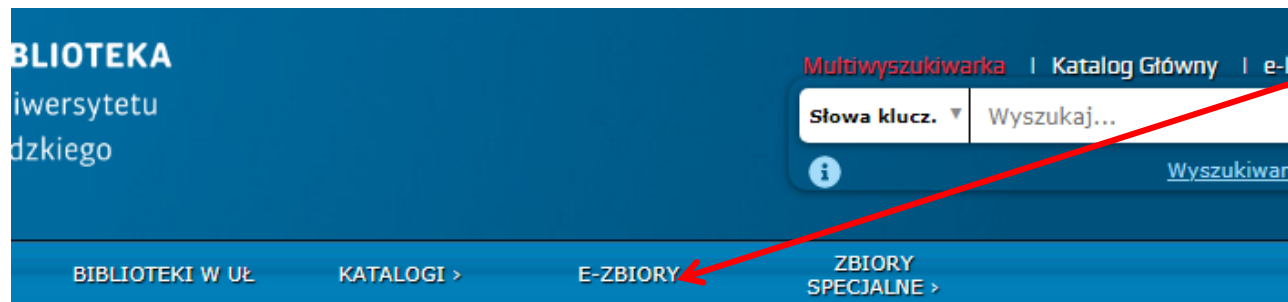 BLIOTEKA
iwersytetu
dzkiego
Multiwyszukiwarka | Katalog Główny | e-
Słowa klucz. ▼ Wyszukaj...
Wyszukiwar
BIBLIOTEKI W UŁ KATALOGI > E-ZBIORY ZBIORY
SPECJALNE >